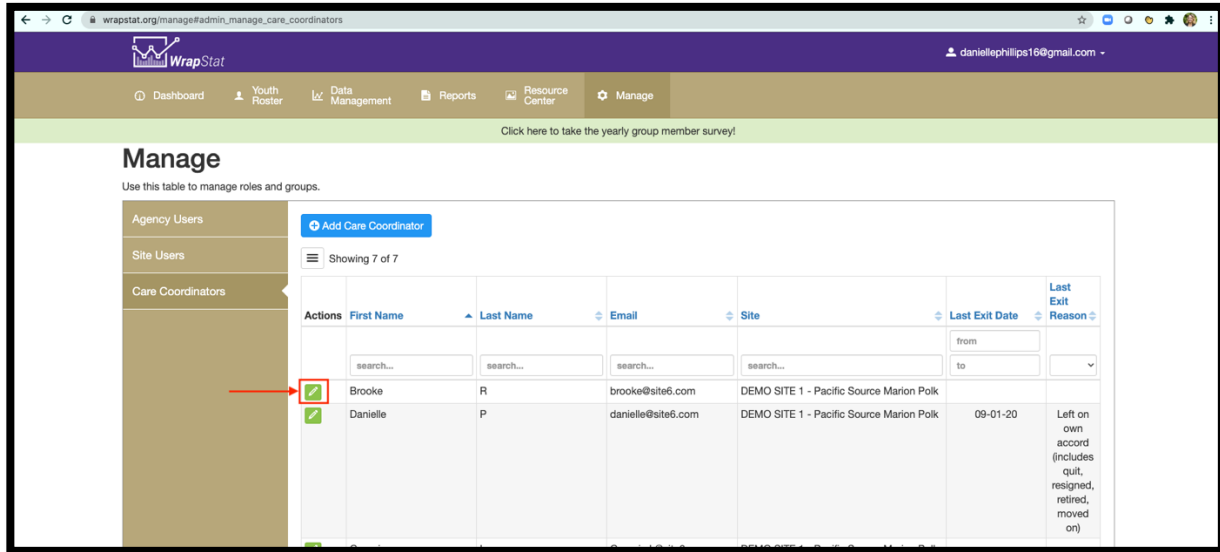 wrapstat.org/manage#admin_manage_care_coordinators
WrapStat
daniellephillips16@gmail.com
Dashboard
Youth
Roster
Data
Management
Reports
Resource
Center
Manage
Click here to take the yearly group member survey!
Manage
Use this table to manage roles and groups.
Agency Users
Site Users
Care Coordinators
Add Care Coordinator
Showing 7 of 7
Actions First Name Last Name Email Site Last Exit Date Last
Exit
Reason
from
search... search... search... search... to
Brooke R brooke@site6.com DEMO SITE 1 - Pacific Source Marion Polk
Danielle P danielle@site6.com DEMO SITE 1 - Pacific Source Marion Polk 09-01-20 Left on
own
accord
(includes
quit,
resigned,
retired,
moved
on)